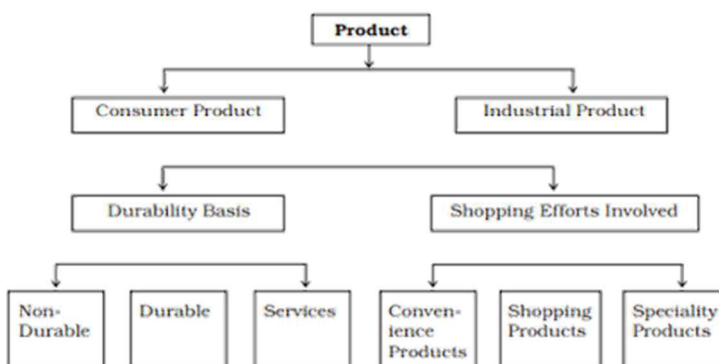 Product
Consumer Product
Industrial Product
Durability Basis
Shopping Efforts Involved
Non-
Durable
Durable
Services
Conven-
ience
Products
Shopping
Products
Speciality
Products